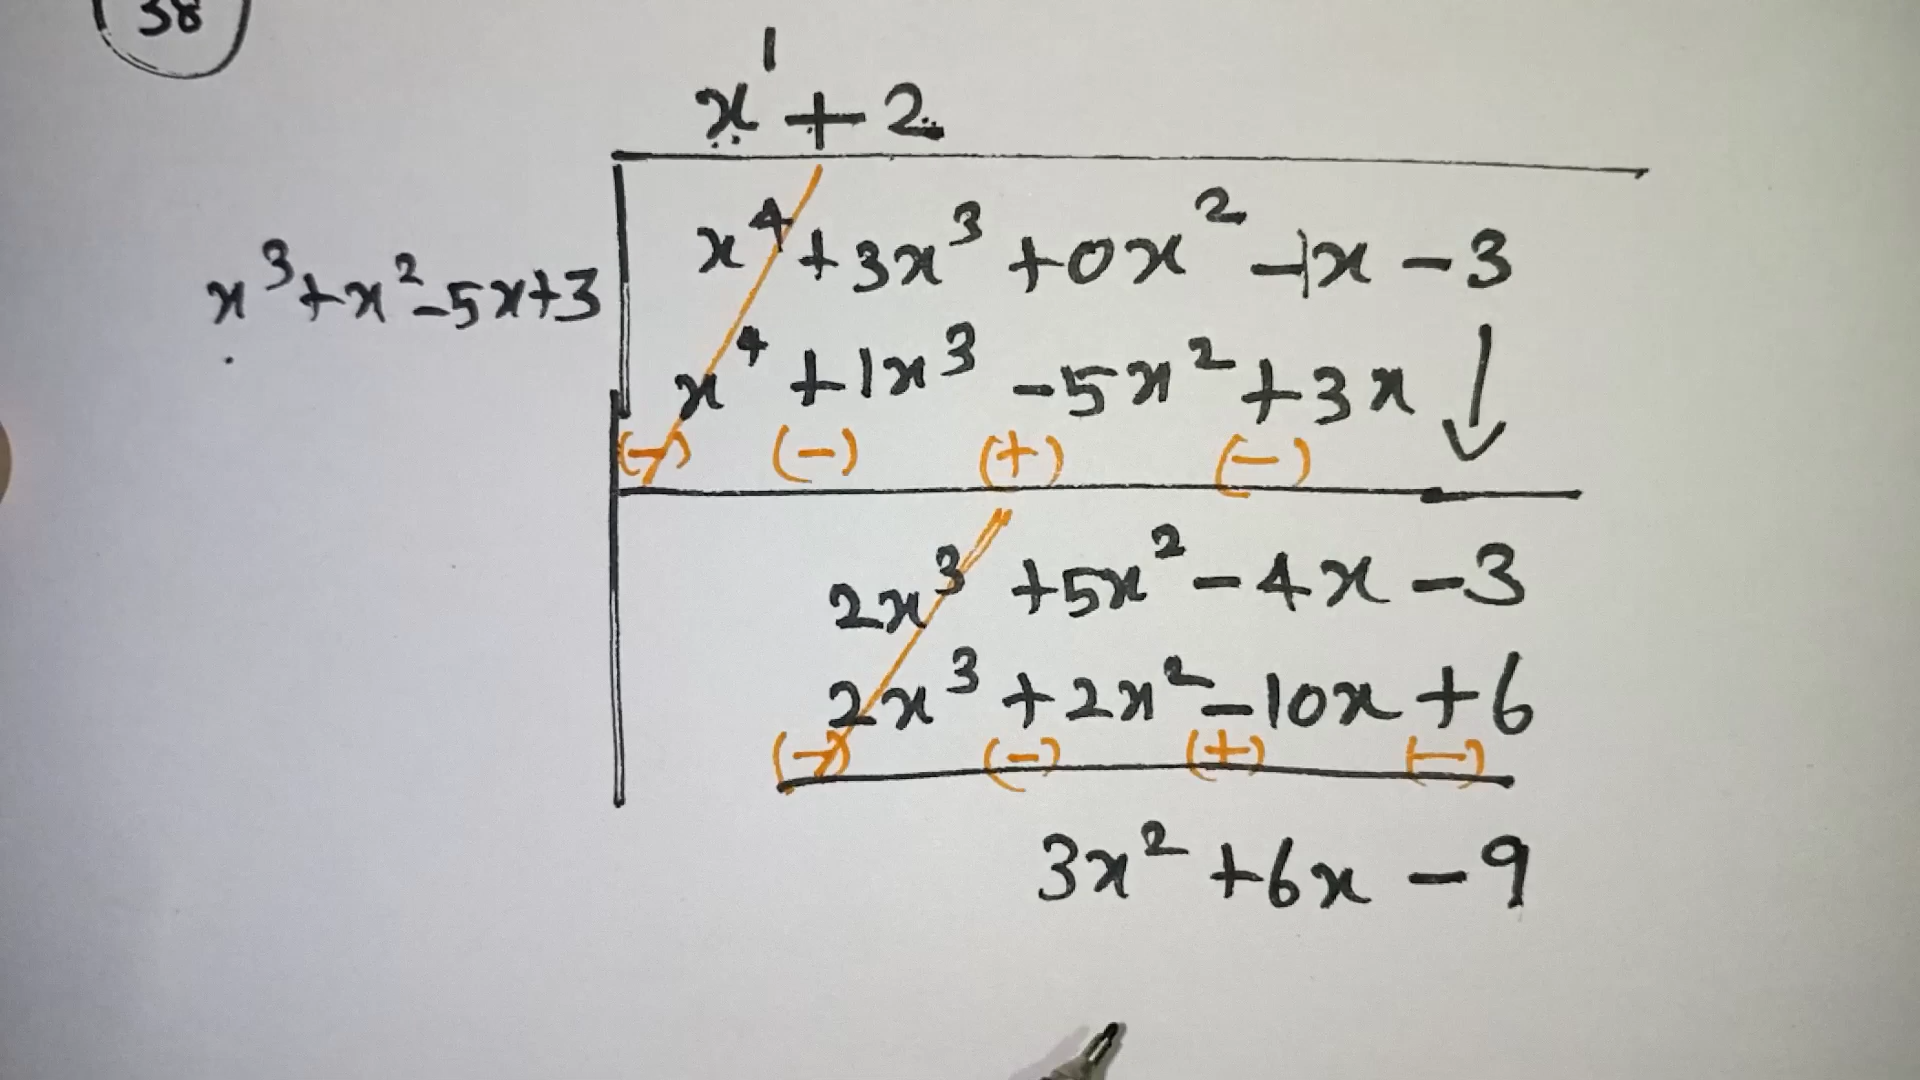 38
x¹ + 2
x³+x²-5x+3
x⁴ +3x³ +0x² -1x - 3
x⁴ +1x³ -5x² +3x ↓
(-) (-) (+) (-)
2x³ +5x² - 4x - 3
2x³ +2x² -10x +6
(-) (-) (+) (-)
3x² +6x - 9